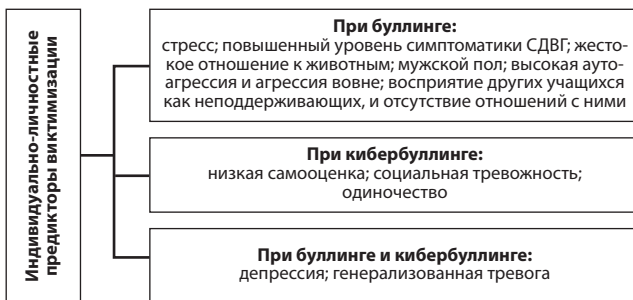 Индивидуально-личностные
предикторы виктимизации
При буллинге:
стресс; повышенный уровень симптоматики СДВГ; жесто-
кое отношение к животным; мужской пол; высокая ауто-
агрессия и агрессия вовне; восприятие других учащихся
как неподдерживающих, и отсутствие отношений с ними
При кибербуллинге:
низкая самооценка; социальная тревожность;
одиночество
При буллинге и кибербуллинге:
депрессия; генерализованная тревога